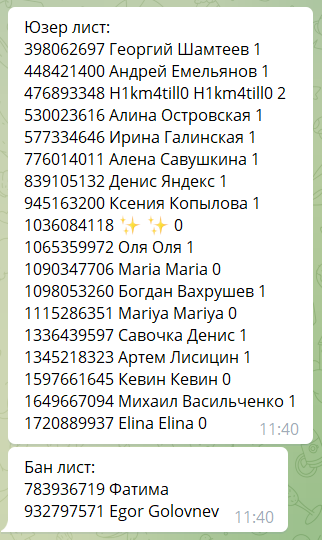 Юзер лист:
398062697 Георгий Шамтеев 1
448421400 Андрей Емельянов 1
476893348 H1km4till0 H1km4till0 2
530023616 Алина Островская 1
577334646 Ирина Галинская 1
776014011 Алена Савушкина 1
839105132 Денис Яндекс 1
945163200 Ксения Копылова 1
1036084118 ✨ ✨ 0
1065359972 Оля Оля 1
1090347706 Maria Maria 0
1098053260 Богдан Вахрушев 1
1115286351 Mariya Mariya 0
1336439597 Савочка Денис 1
1345218323 Артем Лисицин 1
1597661645 Кевин Кевин 0
1649667094 Михаил Васильченко 1
1720889937 Elina Elina 0
11:40
Бан лист:
783936719 Фатима
932797571 Egor Golovnev
11:40